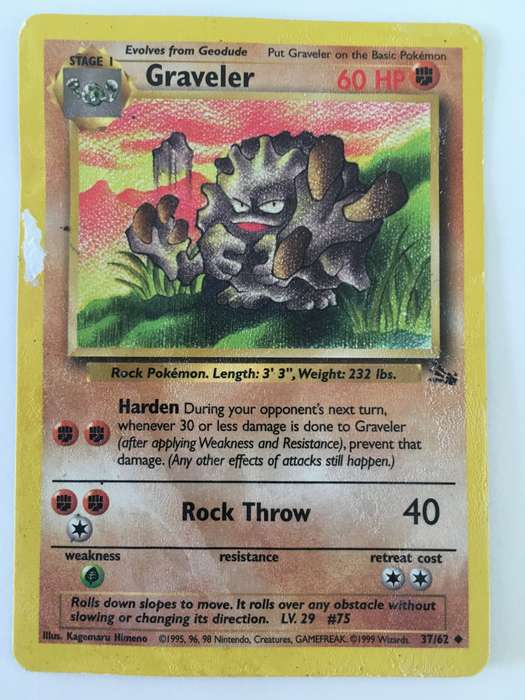 Evolves from Geodude Put Graveler on the Basic Pokémon
STAGE 1
Graveler 60 HP
Rock Pokémon. Length: 3' 3", Weight: 232 lbs.
Harden During your opponent's next turn,
whenever 30 or less damage is done to Graveler
(after applying Weakness and Resistance), prevent that
damage. (Any other effects of attacks still happen.)
Rock Throw 40
weakness resistance retreat cost
Rolls down slopes to move. It rolls over any obstacle without
slowing or changing its direction. LV. 29 #75
Illus. Kagemaru Himeno ©1995, 96, 98 Nintendo, Creatures, GAMEFREAK. ©1999 Wizards. 37/62